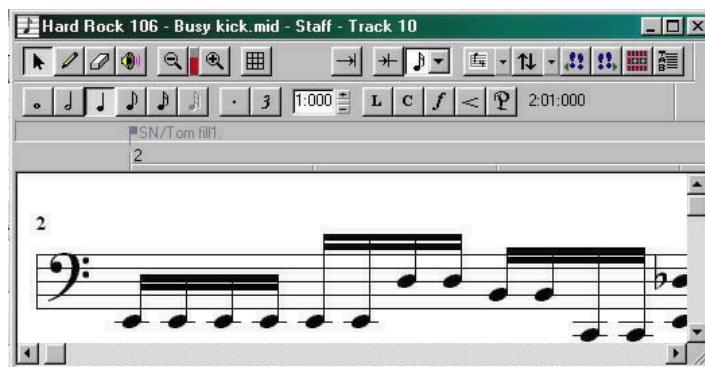 Hard Rock 106 - Busy kick.mid - Staff - Track 10
3 1:000 L C f < P 2:01:000
SN/Tom fill1.
2
2